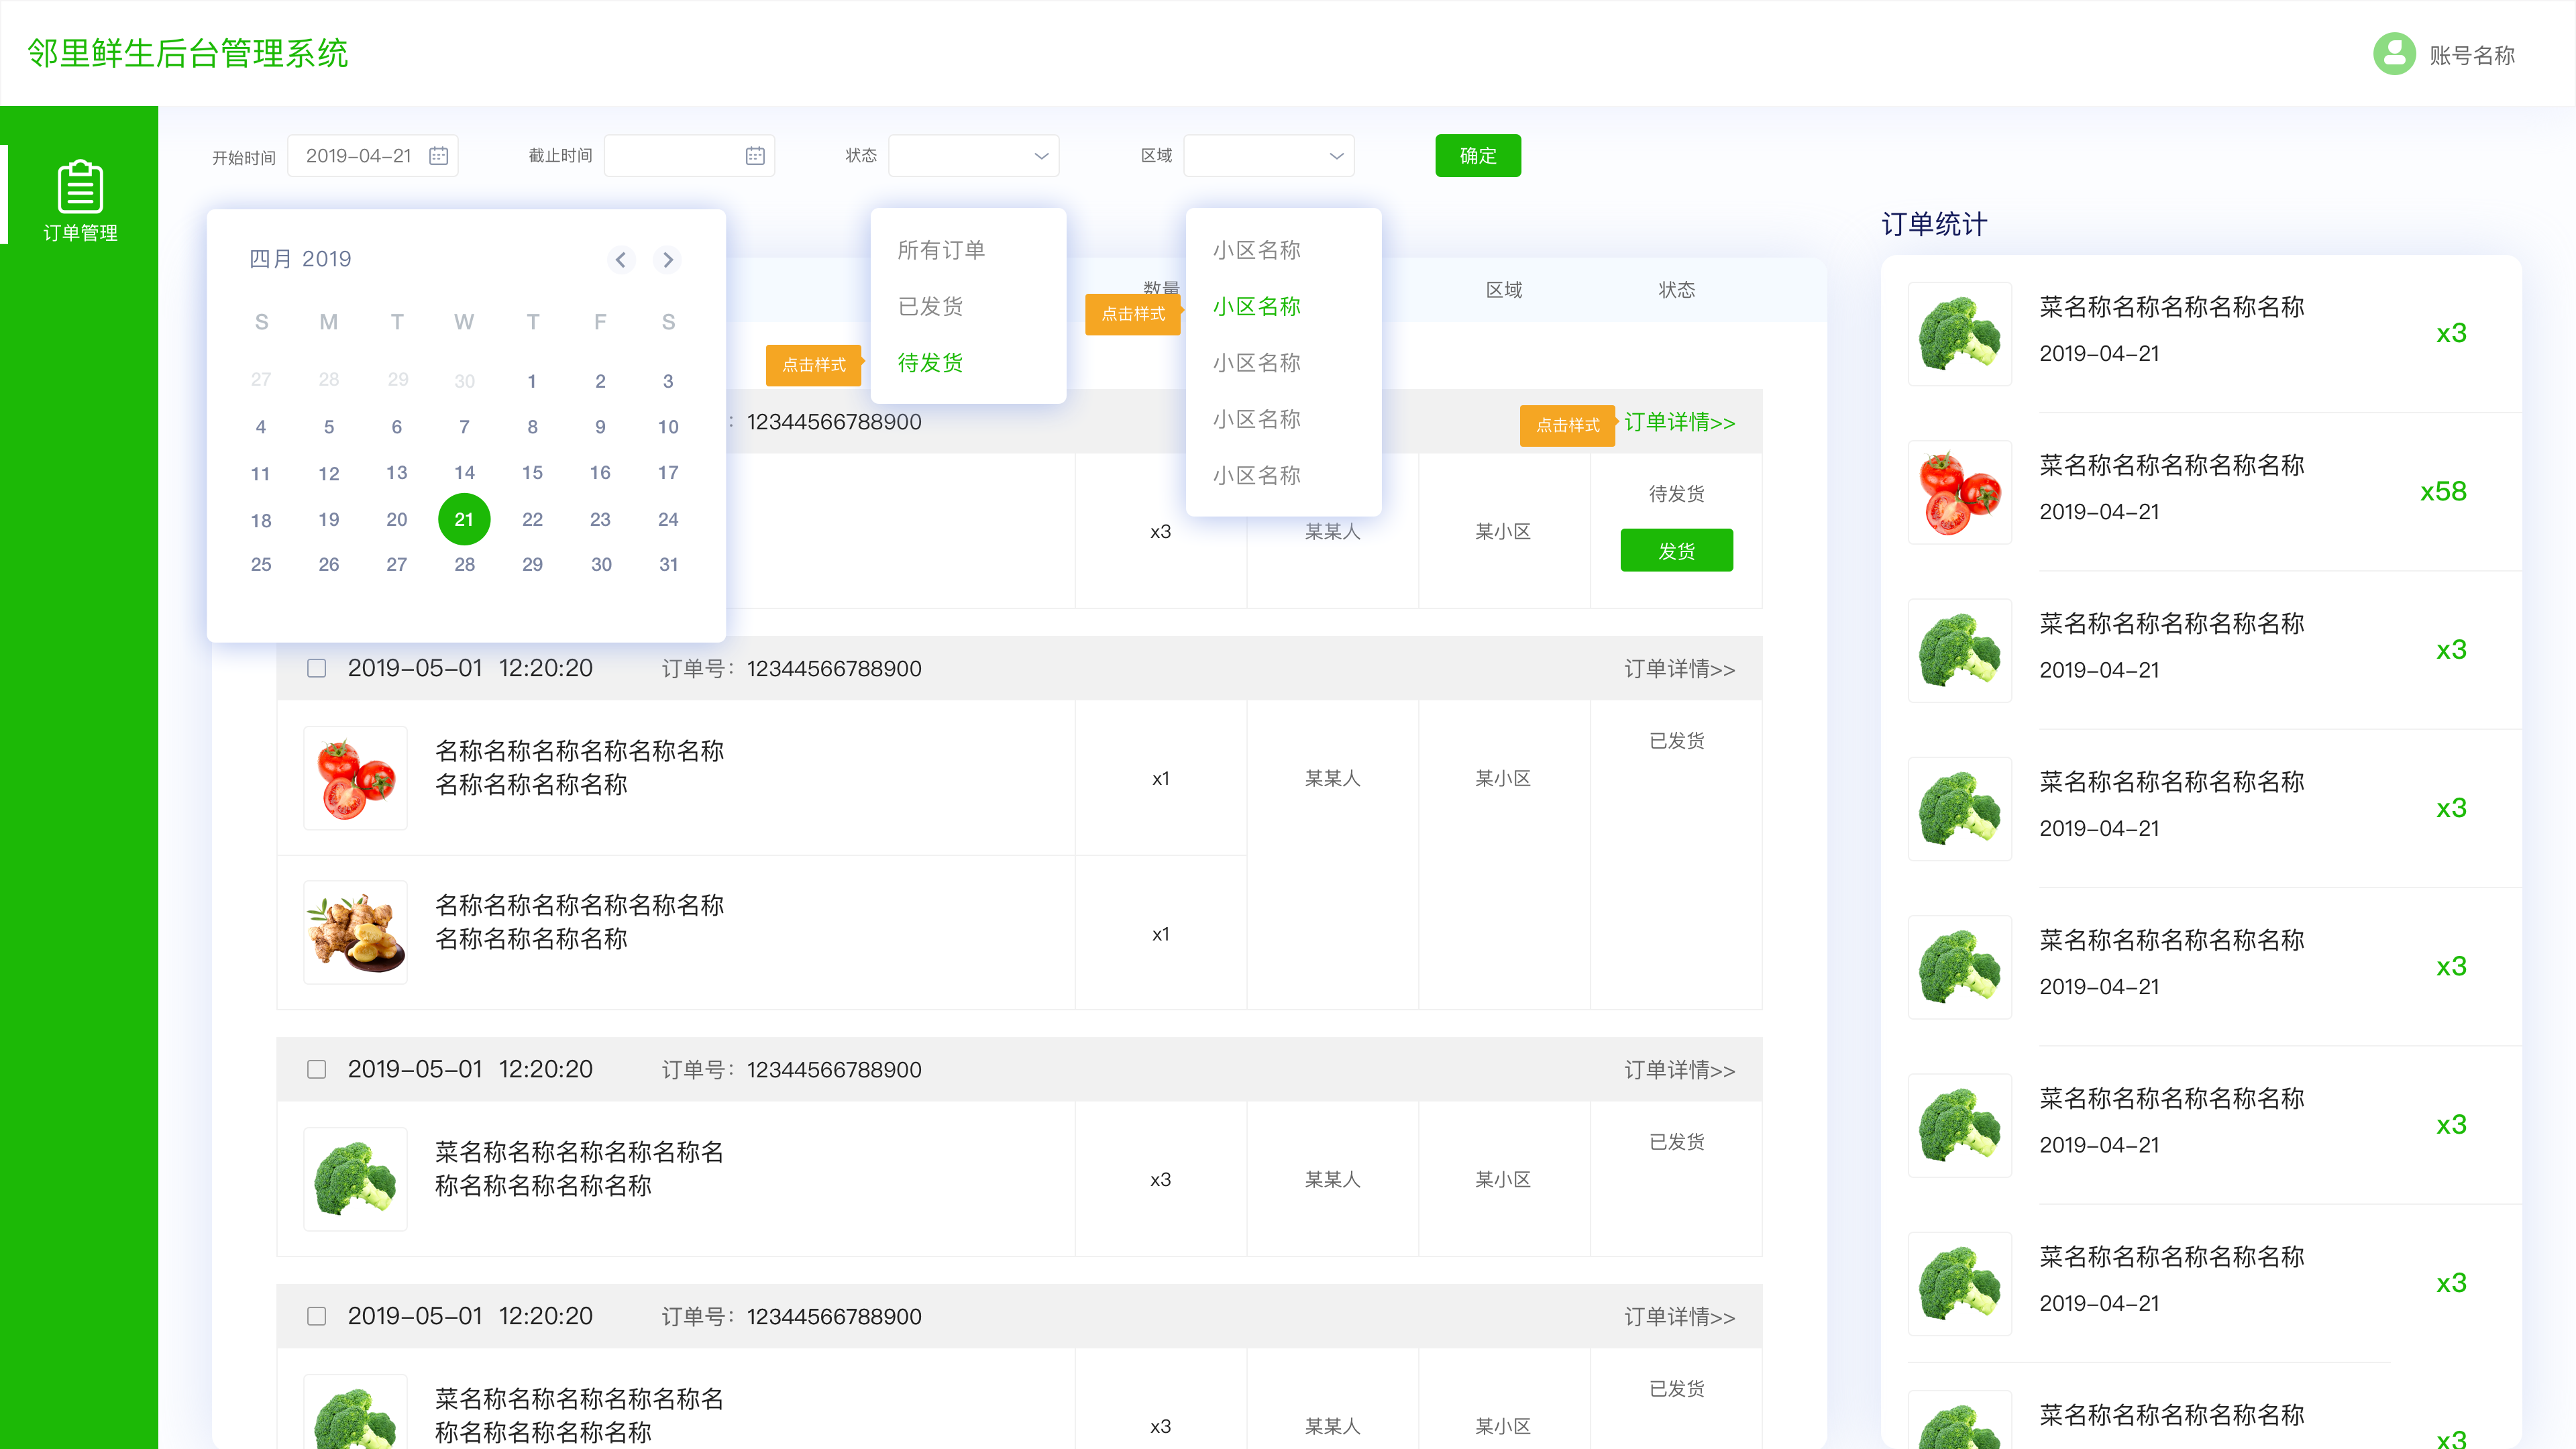 邻里鲜生后台管理系统
账号名称
订单管理
开始时间 2019-04-21 截止时间 状态 区域 确定
四月 2019
S M T W T F S
27 28 29 30 1 2 3
4 5 6 7 8 9 10
11 12 13 14 15 16 17
18 19 20 21 22 23 24
25 26 27 28 29 30 31
所有订单
已发货
待发货
点击样式
小区名称
小区名称
小区名称
小区名称
小区名称
点击样式
数量 区域 状态
: 12344566788900 点击样式 订单详情>>
x3 某某人 某小区 待发货
发货
2019-05-01 12:20:20 订单号: 12344566788900 订单详情>>
名称名称名称名称名称名称
名称名称名称名称
x1 某某人 某小区 已发货
名称名称名称名称名称名称
名称名称名称名称
x1
2019-05-01 12:20:20 订单号: 12344566788900 订单详情>>
菜名称名称名称名称名称名
称名称名称名称名称
x3 某某人 某小区 已发货
2019-05-01 12:20:20 订单号: 12344566788900 订单详情>>
菜名称名称名称名称名称名
称名称名称名称名称
x3 某某人 某小区 已发货
订单统计
菜名称名称名称名称名称
2019-04-21
x3
菜名称名称名称名称名称
2019-04-21
x58
菜名称名称名称名称名称
2019-04-21
x3
菜名称名称名称名称名称
2019-04-21
x3
菜名称名称名称名称名称
2019-04-21
x3
菜名称名称名称名称名称
2019-04-21
x3
菜名称名称名称名称名称
2019-04-21
x3
菜名称名称名称名称名称
x3